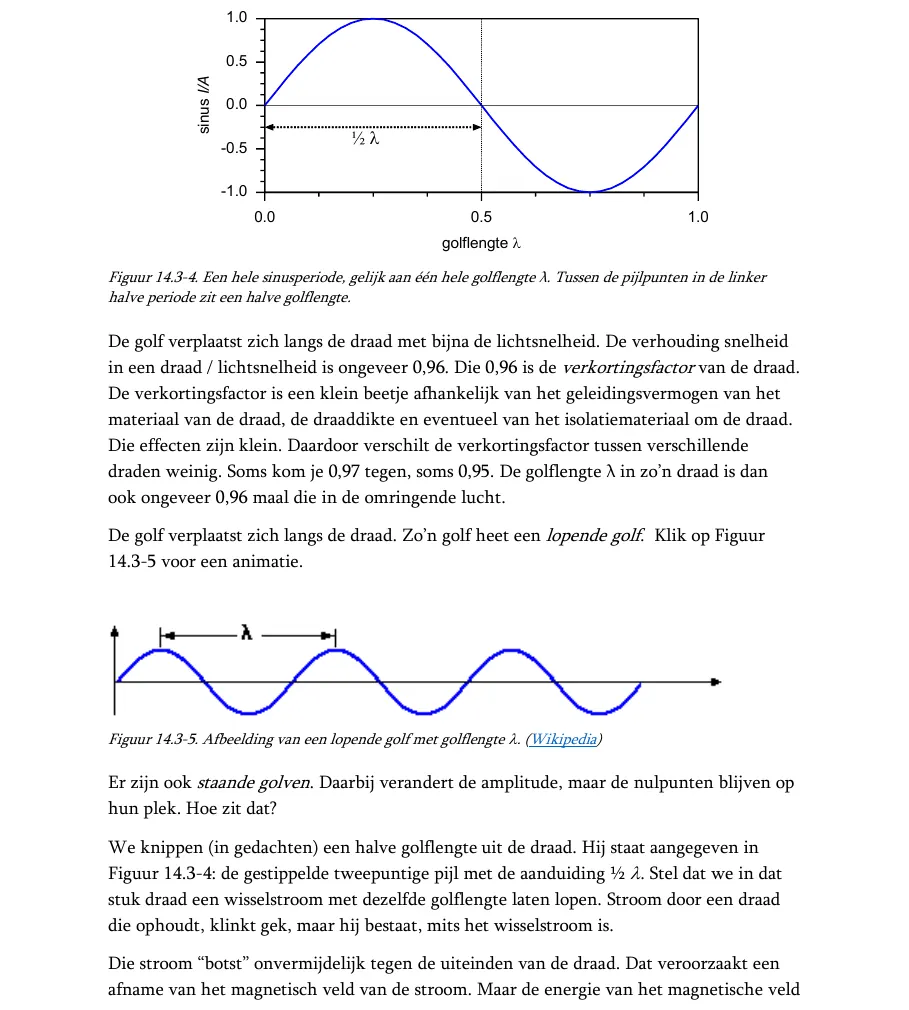 1.0
0.5
0.0
-0.5
-1.0
sinus I/A
½ λ
0.0 0.5 1.0
golflengte λ
Figuur 14.3-4. Een hele sinusperiode, gelijk aan één hele golflengte λ. Tussen de pijlpunten in de linker
halve periode zit een halve golflengte.
De golf verplaatst zich langs de draad met bijna de lichtsnelheid. De verhouding snelheid
in een draad / lichtsnelheid is ongeveer 0,96. Die 0,96 is de verkortingsfactor van de draad.
De verkortingsfactor is een klein beetje afhankelijk van het geleidingsvermogen van het
materiaal van de draad, de draaddikte en eventueel van het isolatiemateriaal om de draad.
Die effecten zijn klein. Daardoor verschilt de verkortingsfactor tussen verschillende
draden weinig. Soms kom je 0,97 tegen, soms 0,95. De golflengte λ in zo’n draad is dan
ook ongeveer 0,96 maal die in de omringende lucht.
De golf verplaatst zich langs de draad. Zo’n golf heet een lopende golf. Klik op Figuur
14.3-5 voor een animatie.
λ
Figuur 14.3-5. Afbeelding van een lopende golf met golflengte λ. (Wikipedia)
Er zijn ook staande golven. Daarbij verandert de amplitude, maar de nulpunten blijven op
hun plek. Hoe zit dat?
We knippen (in gedachten) een halve golflengte uit de draad. Hij staat aangegeven in
Figuur 14.3-4: de gestippelde tweepuntige pijl met de aanduiding ½ λ. Stel dat we in dat
stuk draad een wisselstroom met dezelfde golflengte laten lopen. Stroom door een draad
die ophoudt, klinkt gek, maar hij bestaat, mits het wisselstroom is.
Die stroom “botst” onvermijdelijk tegen de uiteinden van de draad. Dat veroorzaakt een
afname van het magnetisch veld van de stroom. Maar de energie van het magnetische veld